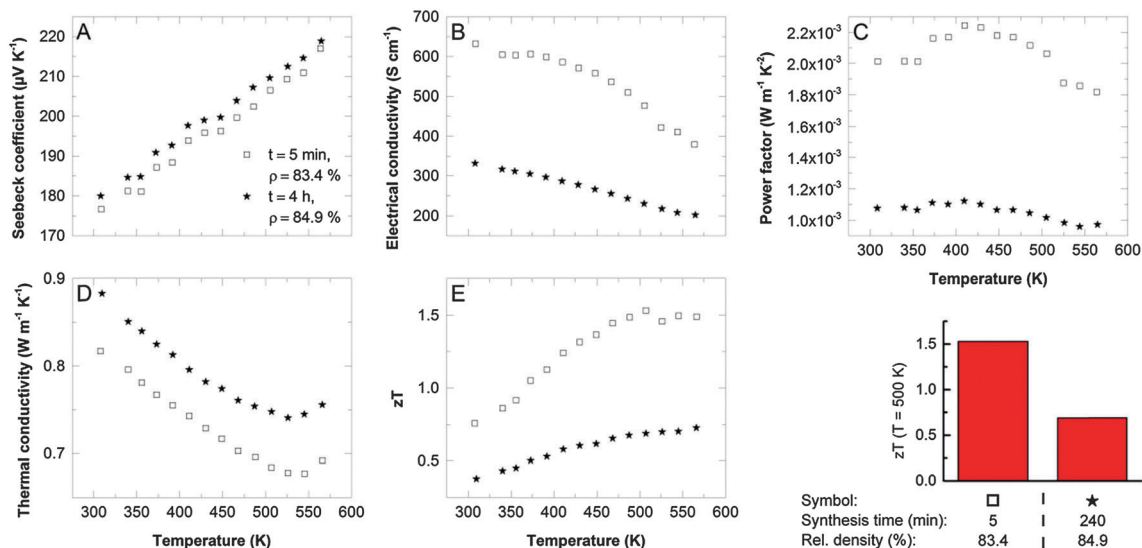 A
Seebeck coefficient (µV K⁻¹)
220
210
200
190
180
170
t = 5 min,
ρ = 83.4 %
t = 4 h,
ρ = 84.9 %
B
Electrical conductivity (S cm⁻¹)
700
600
500
400
300
200
C
Power factor (W m⁻¹ K⁻²)
2.2x10⁻³
2.0x10⁻³
1.8x10⁻³
1.6x10⁻³
1.4x10⁻³
1.2x10⁻³
1.0x10⁻³
300 350 400 450 500 550 600
Temperature (K)
D
Thermal conductivity (W m⁻¹ K⁻¹)
0.9
0.8
0.7
300 350 400 450 500 550 600
Temperature (K)
E
zT
2.0
1.5
1.0
0.5
300 350 400 450 500 550 600
Temperature (K)
zT (T = 500 K)
1.5
1.0
0.5
0.0
Symbol: □ | ★
Synthesis time (min): 5 | 240
Rel. density (%): 83.4 | 84.9